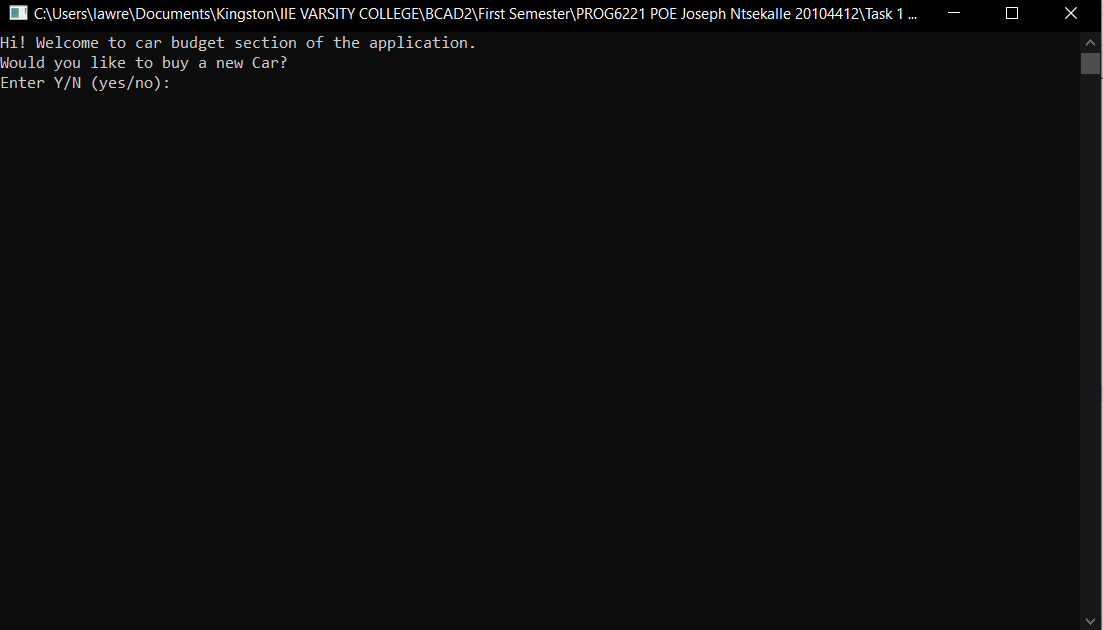 C:\Users\lawre\Documents\Kingston\IIE VARSITY COLLEGE\BCAD2\First Semester\PROG6221 POE Joseph Ntsekalle 20104412\Task 1 ...
Hi! Welcome to car budget section of the application.
Would you like to buy a new Car?
Enter Y/N (yes/no):